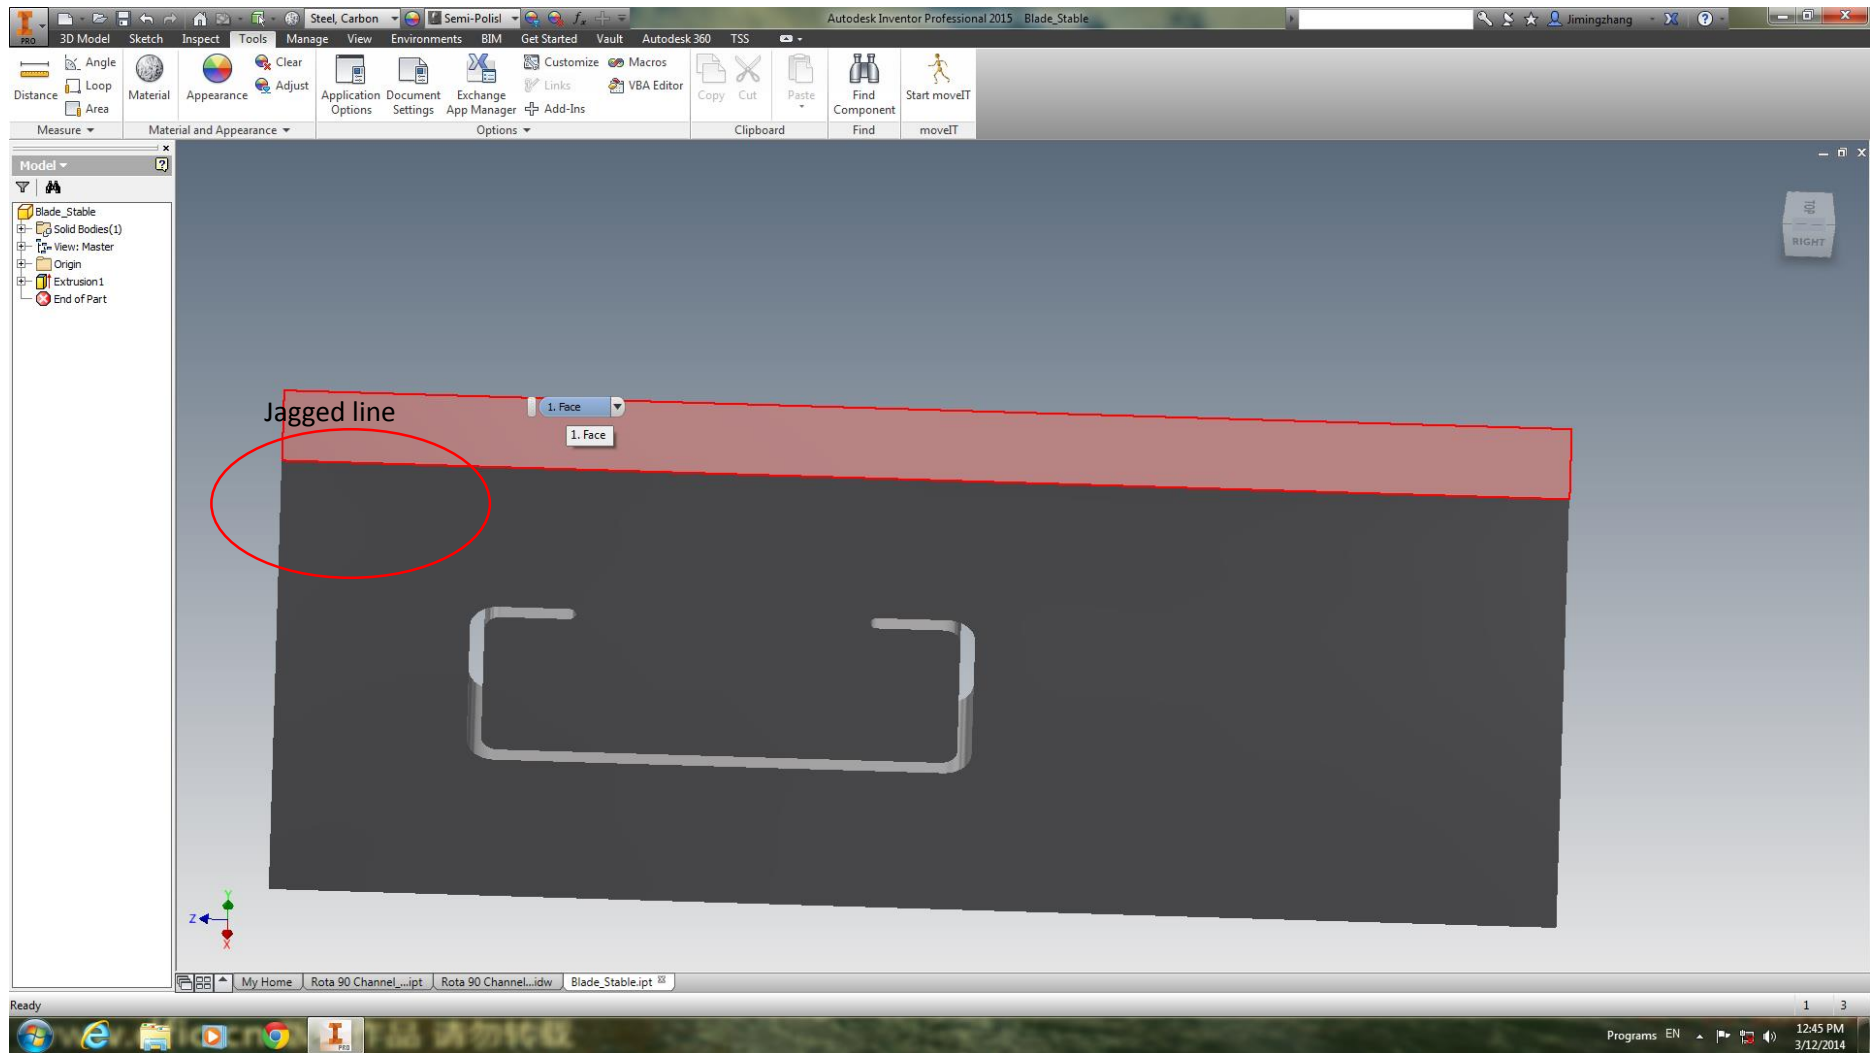 Steel, Carbon
Semi-Polisl
Autodesk Inventor Professional 2015 Blade_Stable
Jimingzhang
PRO
3D Model Sketch Inspect Tools Manage View Environments BIM Get Started Vault Autodesk 360 TSS
Distance
Angle
Loop
Area
Measure
Material
Appearance
Clear
Adjust
Material and Appearance
Application Options
Document Settings
Exchange App Manager
Customize
Links
Add-Ins
Macros
VBA Editor
Options
Copy
Cut
Paste
Clipboard
Find Component
Find
Start moveIT
moveIT
Model
Blade_Stable
Solid Bodies(1)
View: Master
Origin
Extrusion1
End of Part
TOP
RIGHT
Jagged line
1. Face
1. Face
Y
Z
X
My Home
Rota 90 Channel_...ipt
Rota 90 Channel...idw
Blade_Stable.ipt
Ready
1 3
PRO
Programs EN
12:45 PM
3/12/2014